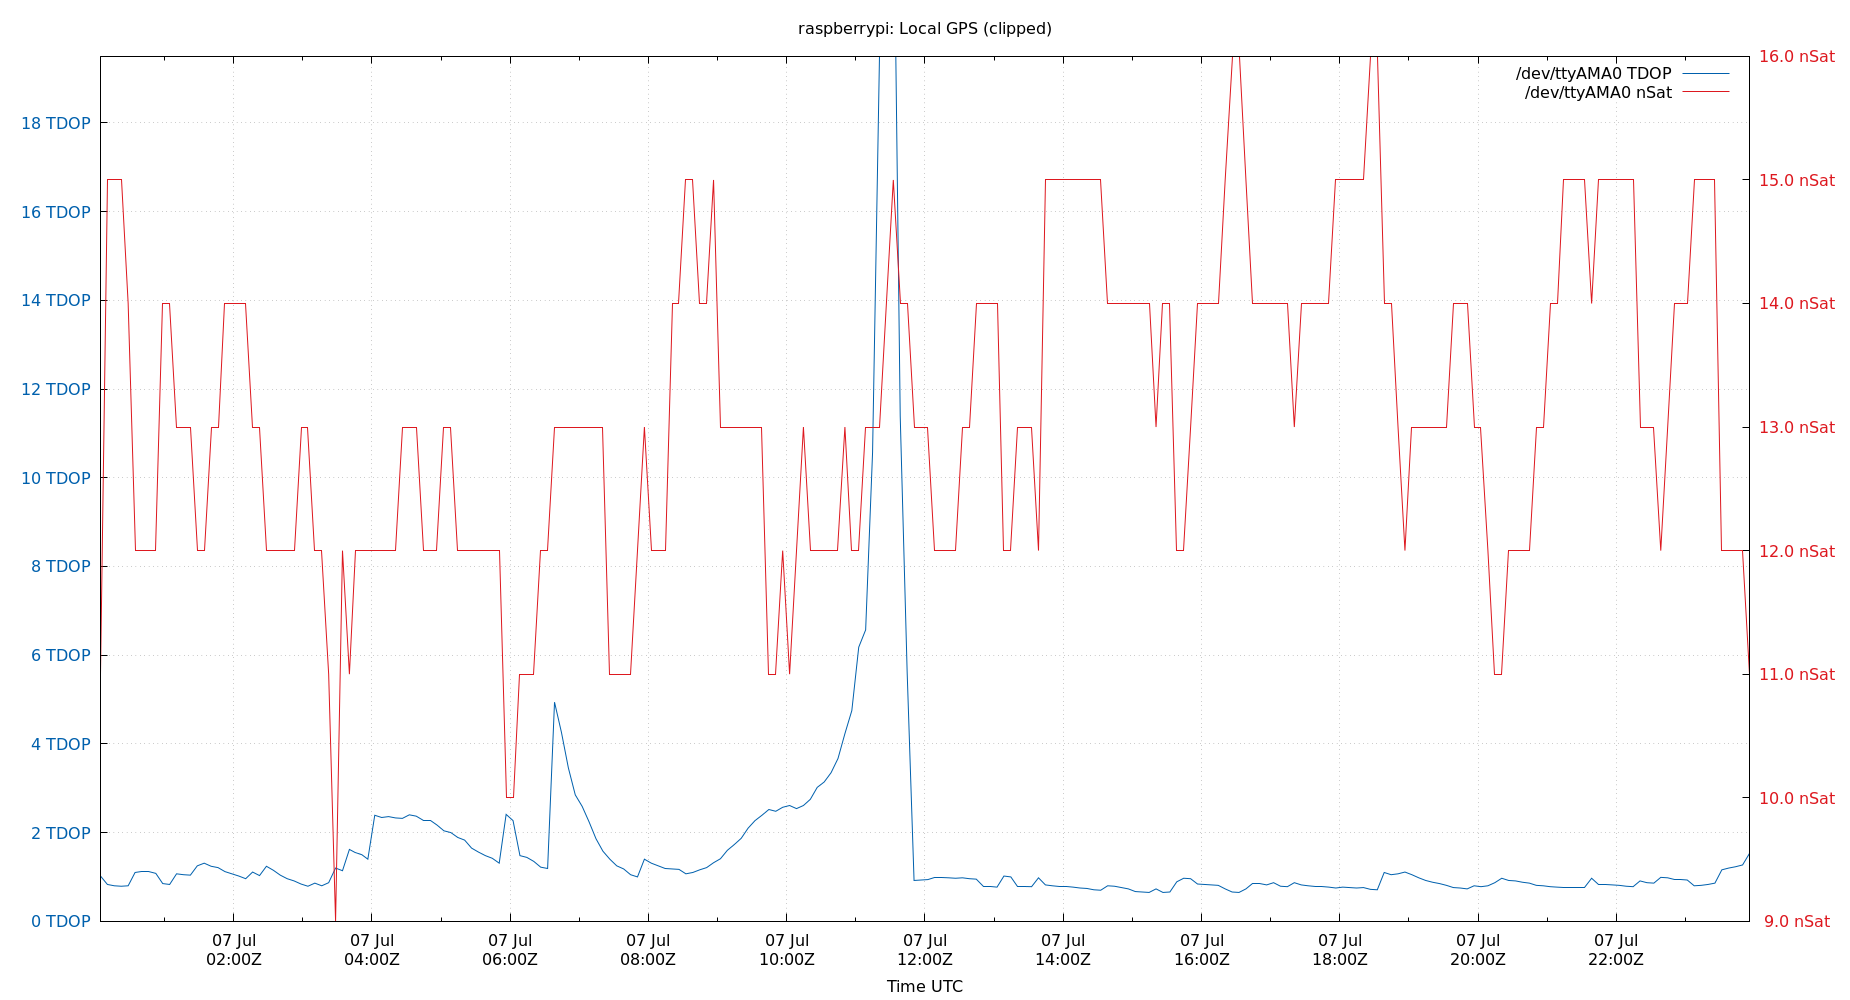 raspberrypi: Local GPS (clipped)
/dev/ttyAMA0 TDOP
/dev/ttyAMA0 nSat
18 TDOP
16 TDOP
14 TDOP
12 TDOP
10 TDOP
8 TDOP
6 TDOP
4 TDOP
2 TDOP
0 TDOP
16.0 nSat
15.0 nSat
14.0 nSat
13.0 nSat
12.0 nSat
11.0 nSat
10.0 nSat
9.0 nSat
07 Jul
02:00Z
07 Jul
04:00Z
07 Jul
06:00Z
07 Jul
08:00Z
07 Jul
10:00Z
07 Jul
12:00Z
07 Jul
14:00Z
07 Jul
16:00Z
07 Jul
18:00Z
07 Jul
20:00Z
07 Jul
22:00Z
Time UTC